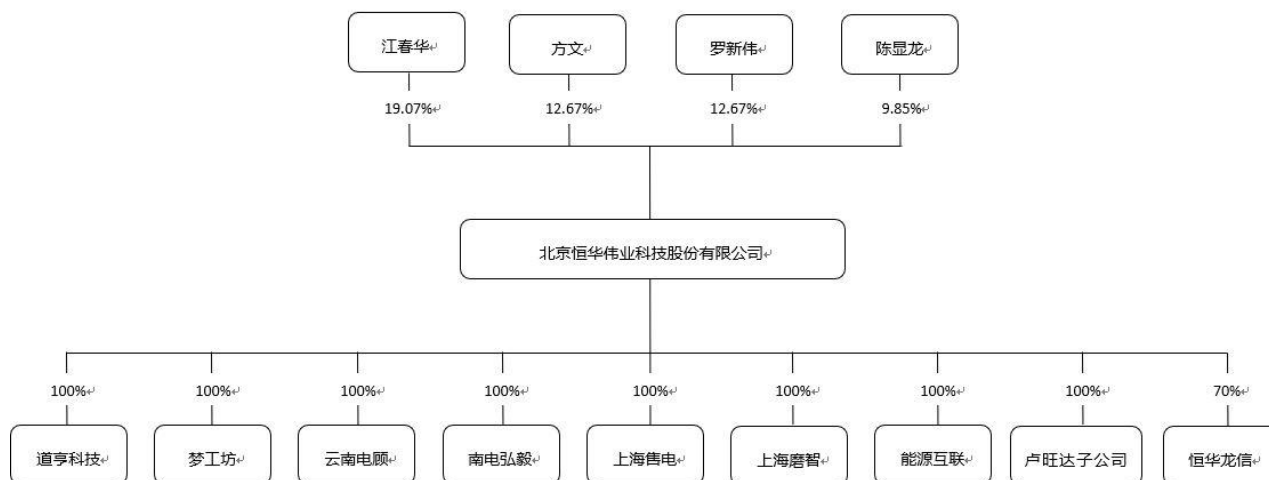 江春华
方文
罗新伟
陈显龙
19.07%
12.67%
12.67%
9.85%
北京恒华伟业科技股份有限公司
100%
100%
100%
100%
100%
100%
100%
100%
70%
道亨科技
梦工坊
云南电顾
南电弘毅
上海售电
上海磨智
能源互联
卢旺达子公司
恒华龙信